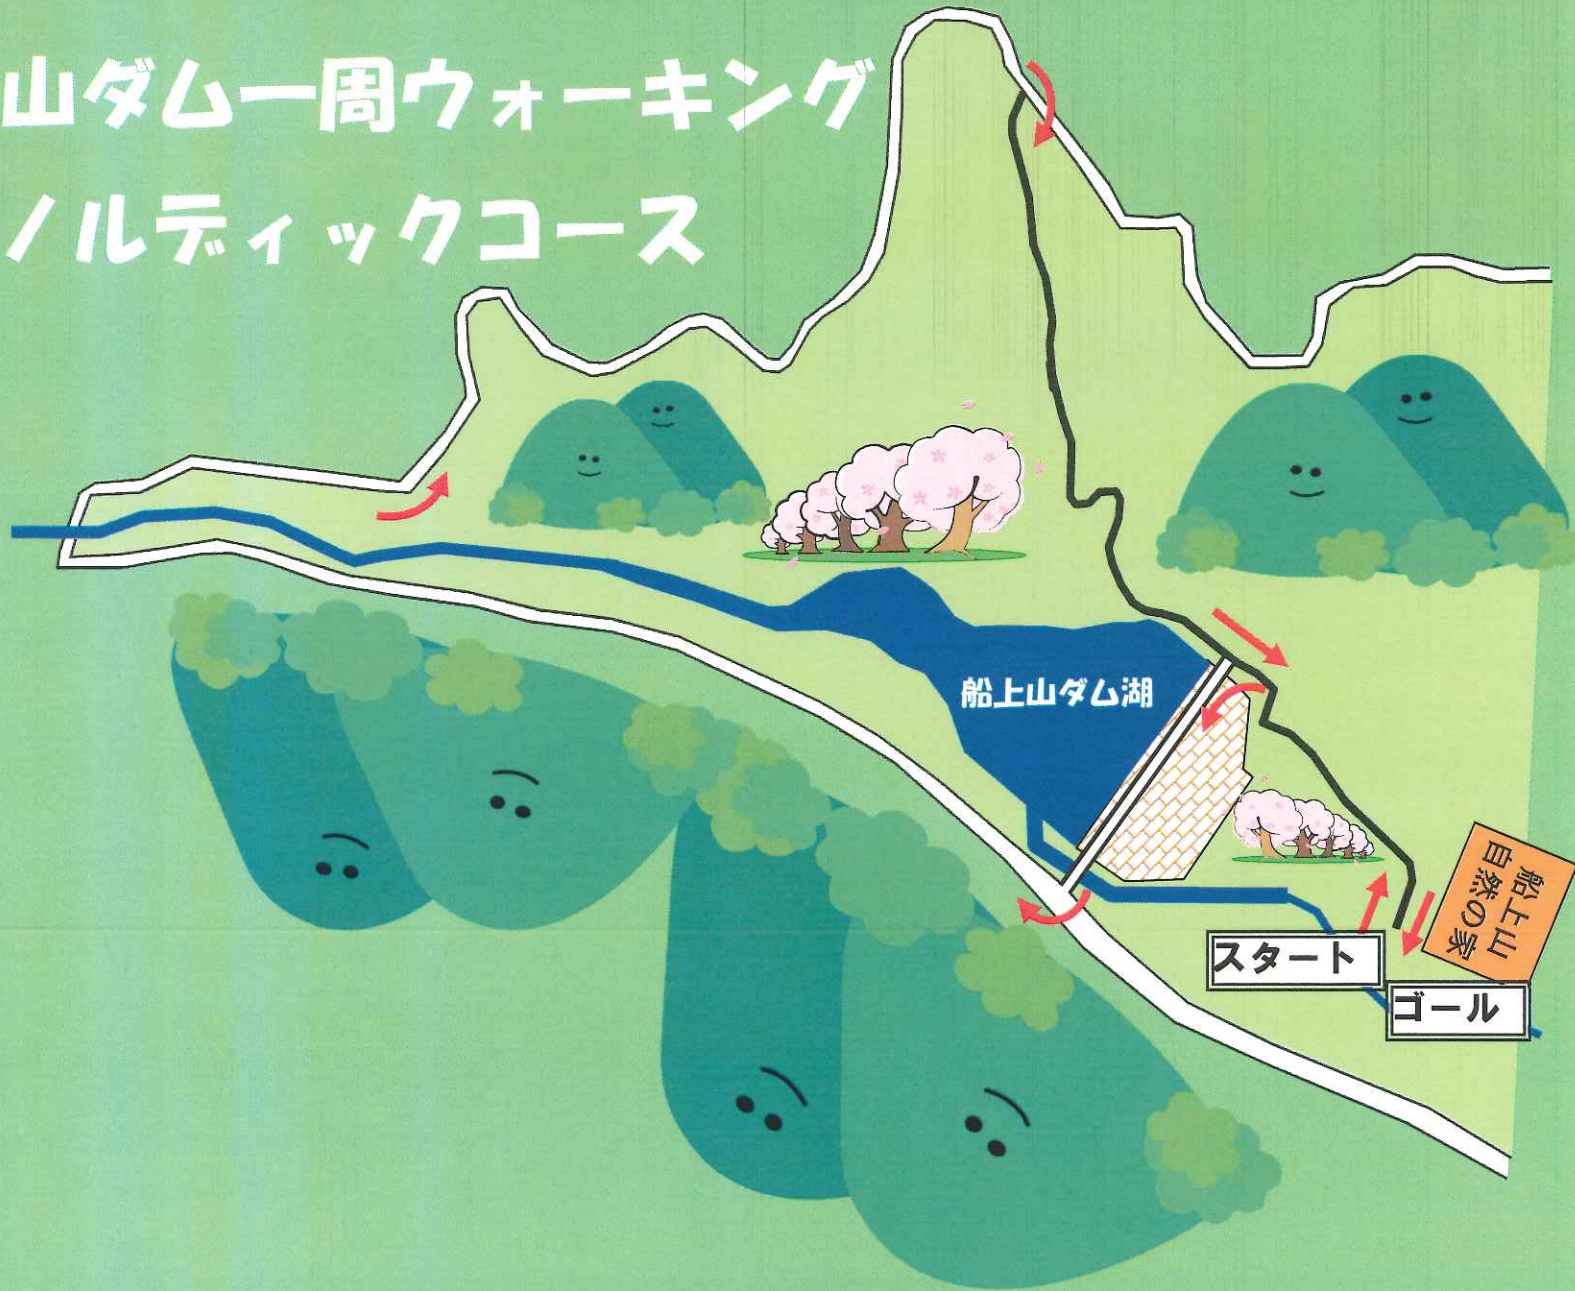 山ダム一周ウォーキング
ノルディックコース
船上山ダム湖
船上山
自然の家
スタート
ゴール